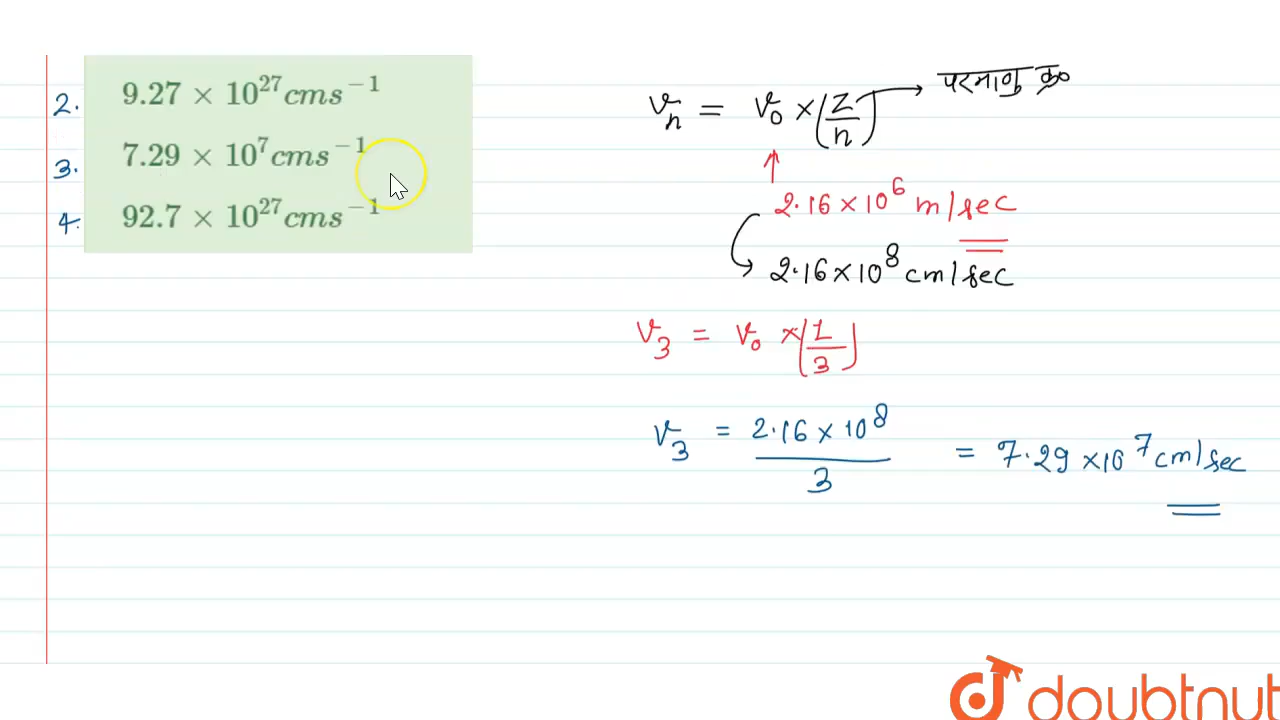 2. 9.27 × 10^27 cms^−1
3. 7.29 × 10^7 cms^−1
4. 92.7 × 10^27 cms^−1
v_n = v_0 × (Z/n) → परमाणु क्र०
↑
2.16 × 10^6 m/sec
2.16 × 10^8 cm/sec
v_3 = v_0 × (1/3)
v_3 = 2.16 × 10^8 / 3 = 7.29 × 10^7 cm/sec
doubtnut